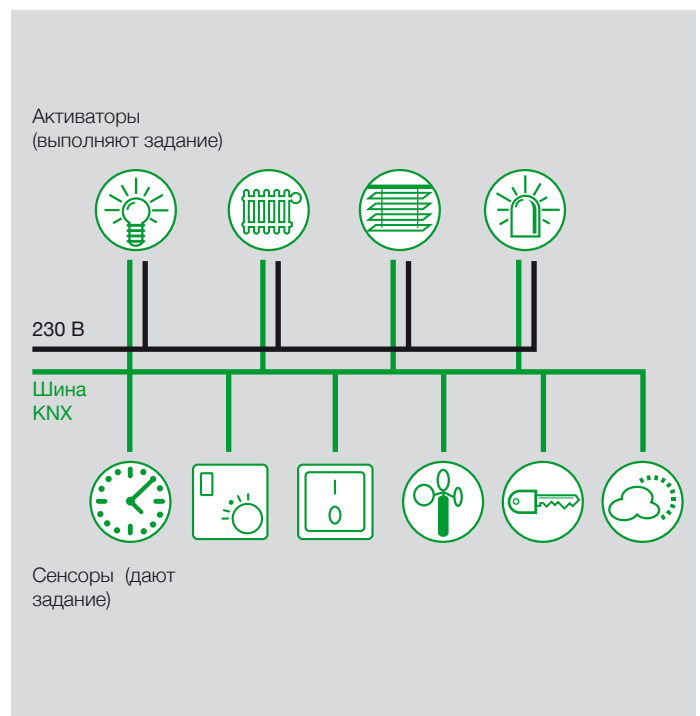 Активаторы
(выполняют задание)
230 В
Шина
KNX
Сенсоры (дают
задание)